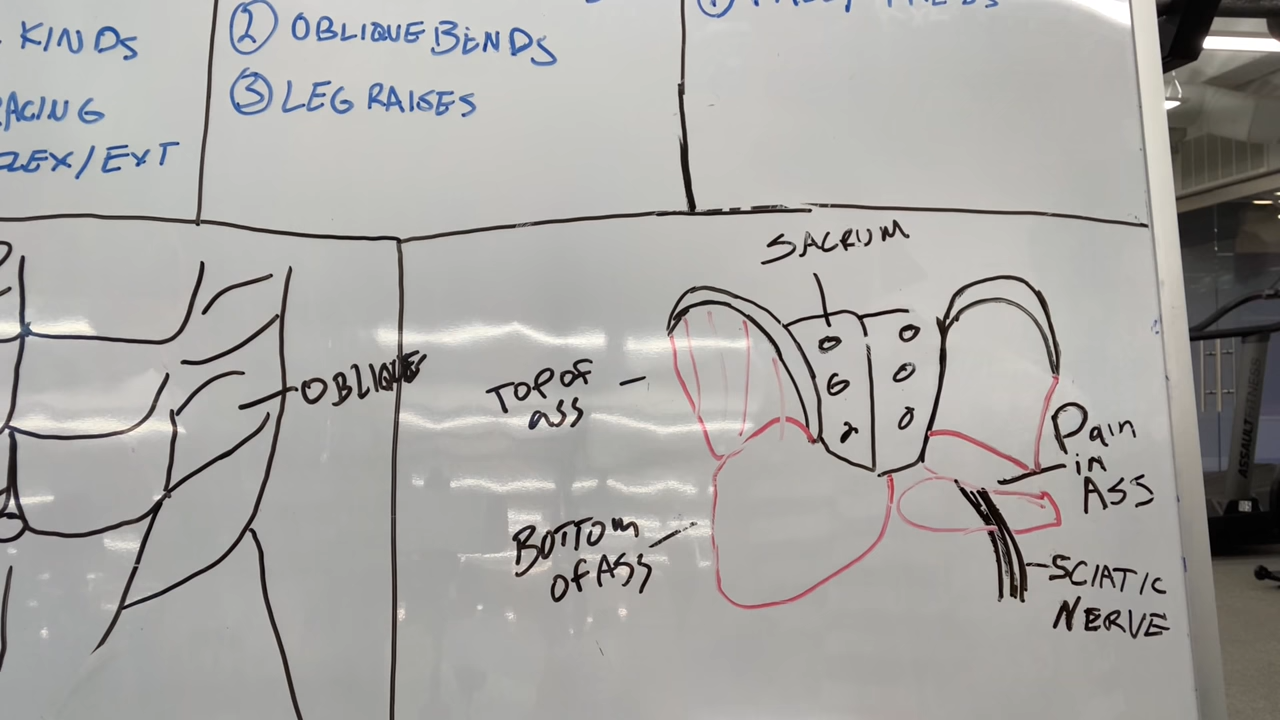 KINDS
② OBLIQUE BENDS
③ LEG RAISES
FLEX/EXT
OBLIQUE
SACRUM
TOP OF
ass
BOTTOM
Of ASS
Pain
in
ASS
SCIATIC
NERVE
ASSAULT